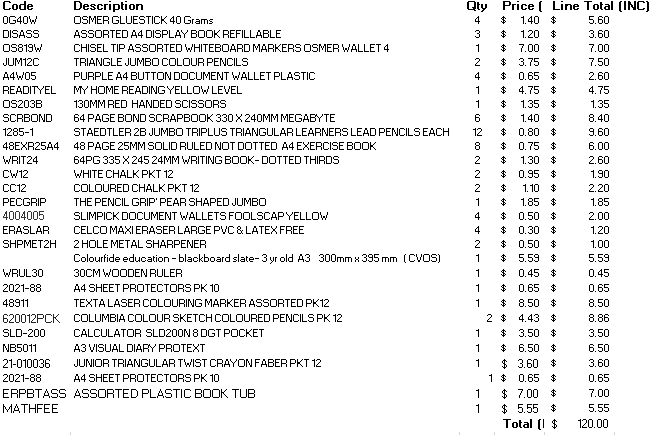 Code Description Qty Price ( Line Total (INC)
0G40W OSMER GLUESTICK 40 Grams 4 $ 1.40 $ 5.60
DISASS ASSORTED A4 DISPLAY BOOK REFILLABLE 3 $ 1.20 $ 3.60
OS819W CHISEL TIP ASSORTED WHITEBOARD MARKERS OSMER WALLET 4 1 $ 7.00 $ 7.00
JUM12C TRIANGLE JUMBO COLOUR PENCILS 2 $ 3.75 $ 7.50
A4W05 PURPLE A4 BUTTON DOCUMENT WALLET PLASTIC 4 $ 0.65 $ 2.60
READITYEL MY HOME READING YELLOW LEVEL 1 $ 4.75 $ 4.75
OS203B 130MM RED HANDED SCISSORS 1 $ 1.35 $ 1.35
SCRBOND 64 PAGE BOND SCRAPBOOK 330 X 240MM MEGABYTE 6 $ 1.40 $ 8.40
1285-1 STAEDTLER 2B JUMBO TRIPLUS TRIANGULAR LEARNERS LEAD PENCILS EACH 12 $ 0.80 $ 9.60
48EXR25A4 48 PAGE 25MM SOLID RULED NOT DOTTED A4 EXERCISE BOOK 8 $ 0.75 $ 6.00
WRIT24 64PG 335 X 245 24MM WRITING BOOK- DOTTED THIRDS 2 $ 1.30 $ 2.60
CW12 WHITE CHALK PKT 12 2 $ 0.95 $ 1.90
CC12 COLOURED CHALK PKT 12 2 $ 1.10 $ 2.20
PECGRIP THE PENCIL GRIP' PEAR SHAPED JUMBO 1 $ 1.85 $ 1.85
4004005 SLIMPICK DOCUMENT WALLETS FOOLSCAP YELLOW 4 $ 0.50 $ 2.00
ERASLAR CELCO MAXI ERASER LARGE PVC & LATEX FREE 4 $ 0.30 $ 1.20
SHPMET2H 2 HOLE METAL SHARPENER 2 $ 0.50 $ 1.00
Colourfide education - blackboard slate- 3 yr old A3 300mm x 395 mm (CVOS) 1 $ 5.59 $ 5.59
WRUL30 30CM WOODEN RULER 1 $ 0.45 $ 0.45
2021-88 A4 SHEET PROTECTORS PK 10 1 $ 0.65 $ 0.65
48911 TEXTA LASER COLOURING MARKER ASSORTED PK12 1 $ 8.50 $ 8.50
620012PCK COLUMBIA COLOUR SKETCH COLOURED PENCILS PK 12 2 $ 4.43 $ 8.86
SLD-200 CALCULATOR SLD200N 8 DGT POCKET 1 $ 3.50 $ 3.50
NB5011 A3 VISUAL DIARY PROTEXT 1 $ 6.50 $ 6.50
21-010036 JUNIOR TRIANGULAR TWIST CRAYON FABER PKT 12 1 $ 3.60 $ 3.60
2021-88 A4 SHEET PROTECTORS PK 10 1 $ 0.65 $ 0.65
ERPBTASS ASSORTED PLASTIC BOOK TUB 1 $ 7.00 $ 7.00
MATHFEE 1 $ 5.55 $ 5.55
Total ( $ 120.00